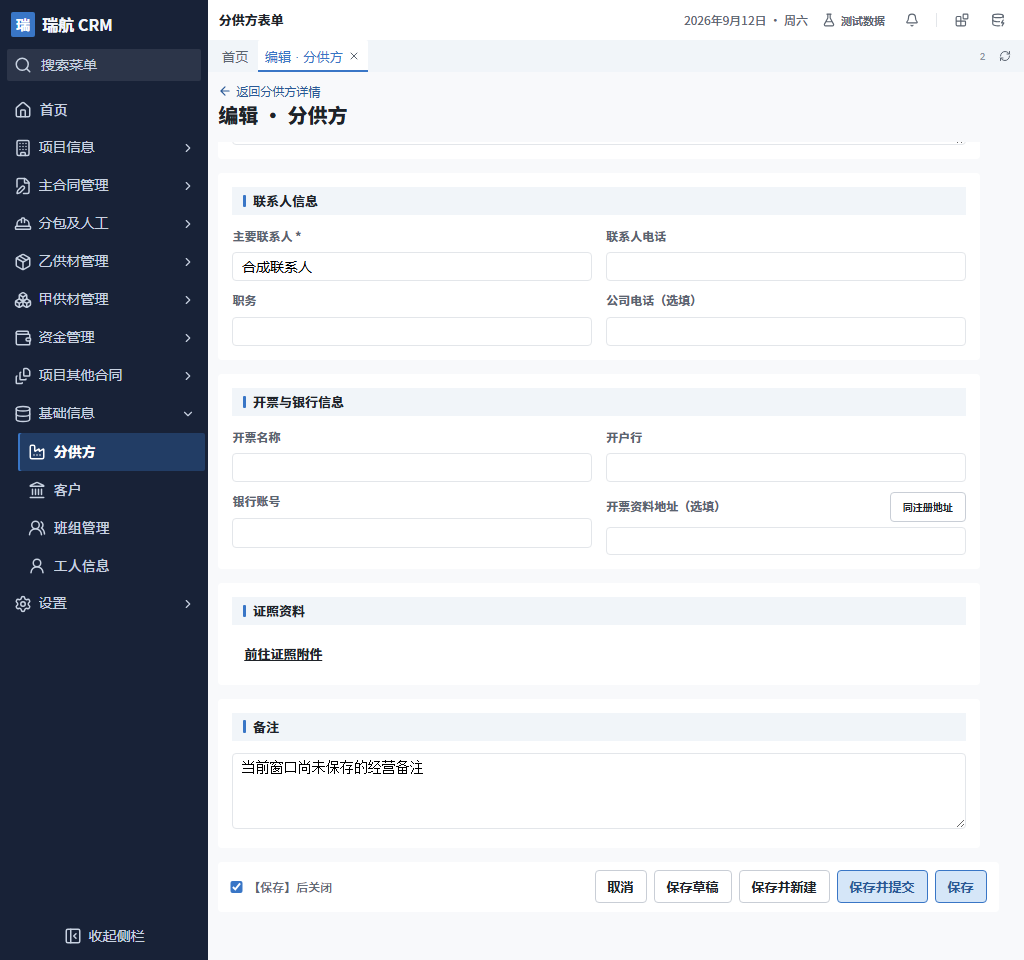 瑞 瑞航 CRM
搜索菜单
首页
项目信息
主合同管理
分包及人工
乙供材管理
甲供材管理
资金管理
项目其他合同
基础信息
分供方
客户
班组管理
工人信息
设置
收起侧栏
分供方表单
2026年9月12日 · 周六 测试数据
首页 编辑 · 分供方 2
返回分供方详情
编辑 · 分供方
联系人信息
主要联系人 * 联系人电话
合成联系人
职务 公司电话（选填）
开票与银行信息
开票名称 开户行
银行账号 开票资料地址（选填） 同注册地址
证照资料
前往证照附件
备注
当前窗口尚未保存的经营备注
【保存】后关闭 取消 保存草稿 保存并新建 保存并提交 保存